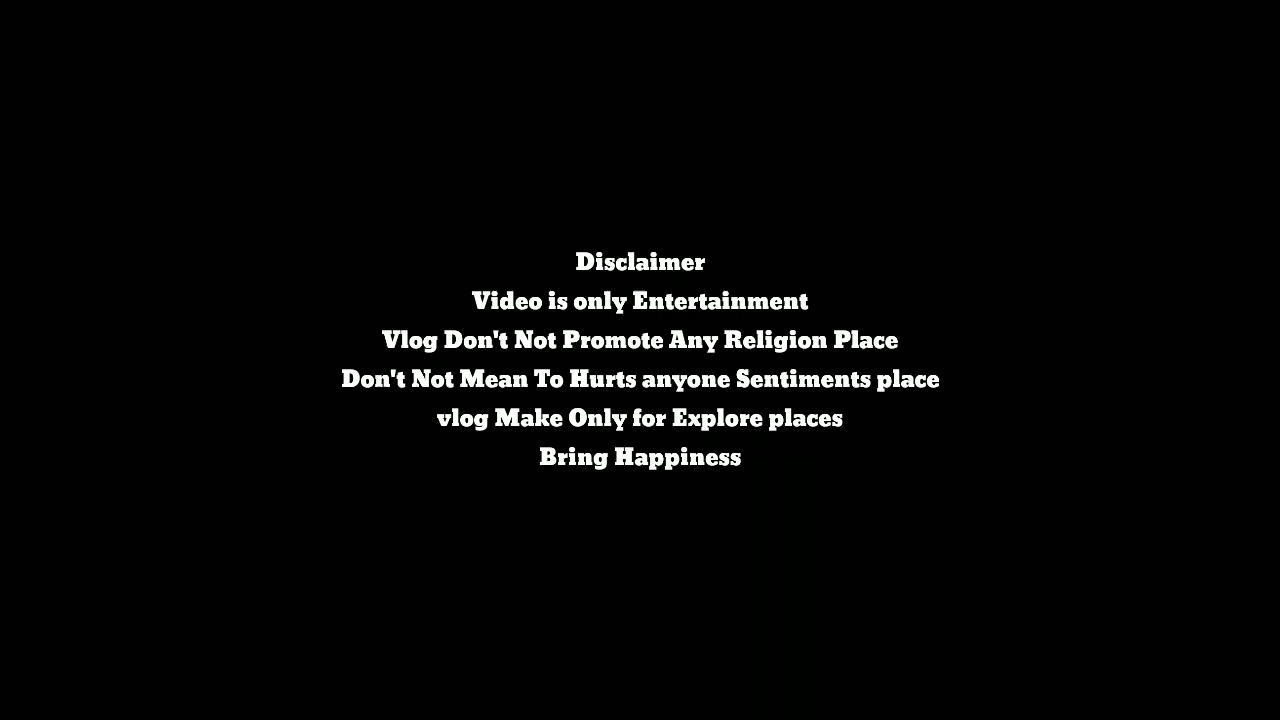 Disclaimer
Video is only Entertainment
Vlog Don't Not Promote Any Religion Place
Don't Not Mean To Hurts anyone Sentiments place
vlog Make Only for Explore places
Bring Happiness